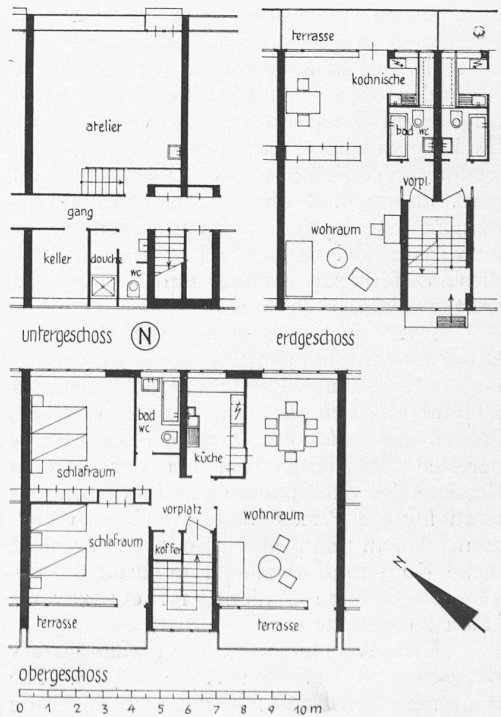 atelier
gang
keller
douche
wc
untergeschoss
N
terrasse
kochnische
bad wc
vorpl.
wohnraum
erdgeschoss
schlafraum
bad
wc
küche
schlafraum
vorplatz
koffer
wohnraum
terrasse
terrasse
N
obergeschoss
0 1 2 3 4 5 6 7 8 9 10 m